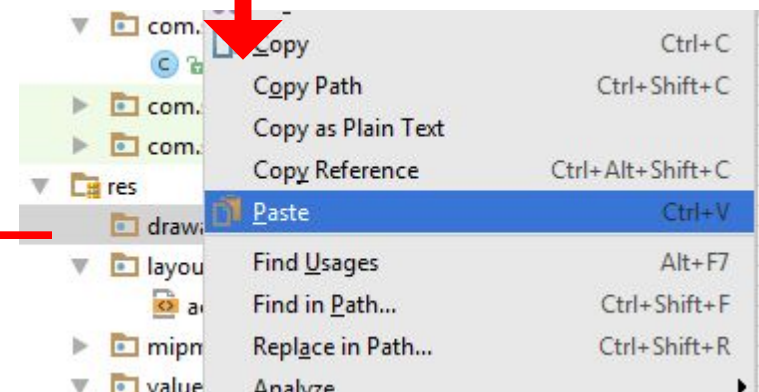 com.
Copy Ctrl+C
C
Copy Path Ctrl+Shift+C
com.
Copy as Plain Text
com.
Copy Reference Ctrl+Alt+Shift+C
res
Paste Ctrl+V
drawa
Find Usages Alt+F7
layou
Find in Path... Ctrl+Shift+F
a
Replace in Path... Ctrl+Shift+R
mipm
Analyze
value